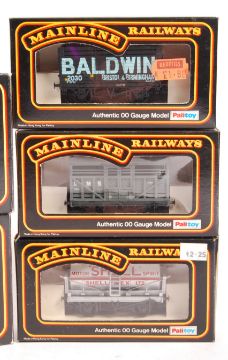 MAINLINE RAILWAYS
BALDWIN
2030 BRISTOL & BIRMINGHAM
Authentic OO Gauge Model Palitoy
MAINLINE RAILWAYS
Authentic OO Gauge Model Palitoy
MAINLINE RAILWAYS
12-25
MOTOR SHELL SPIRIT
Authentic OO Gauge Model Palitoy